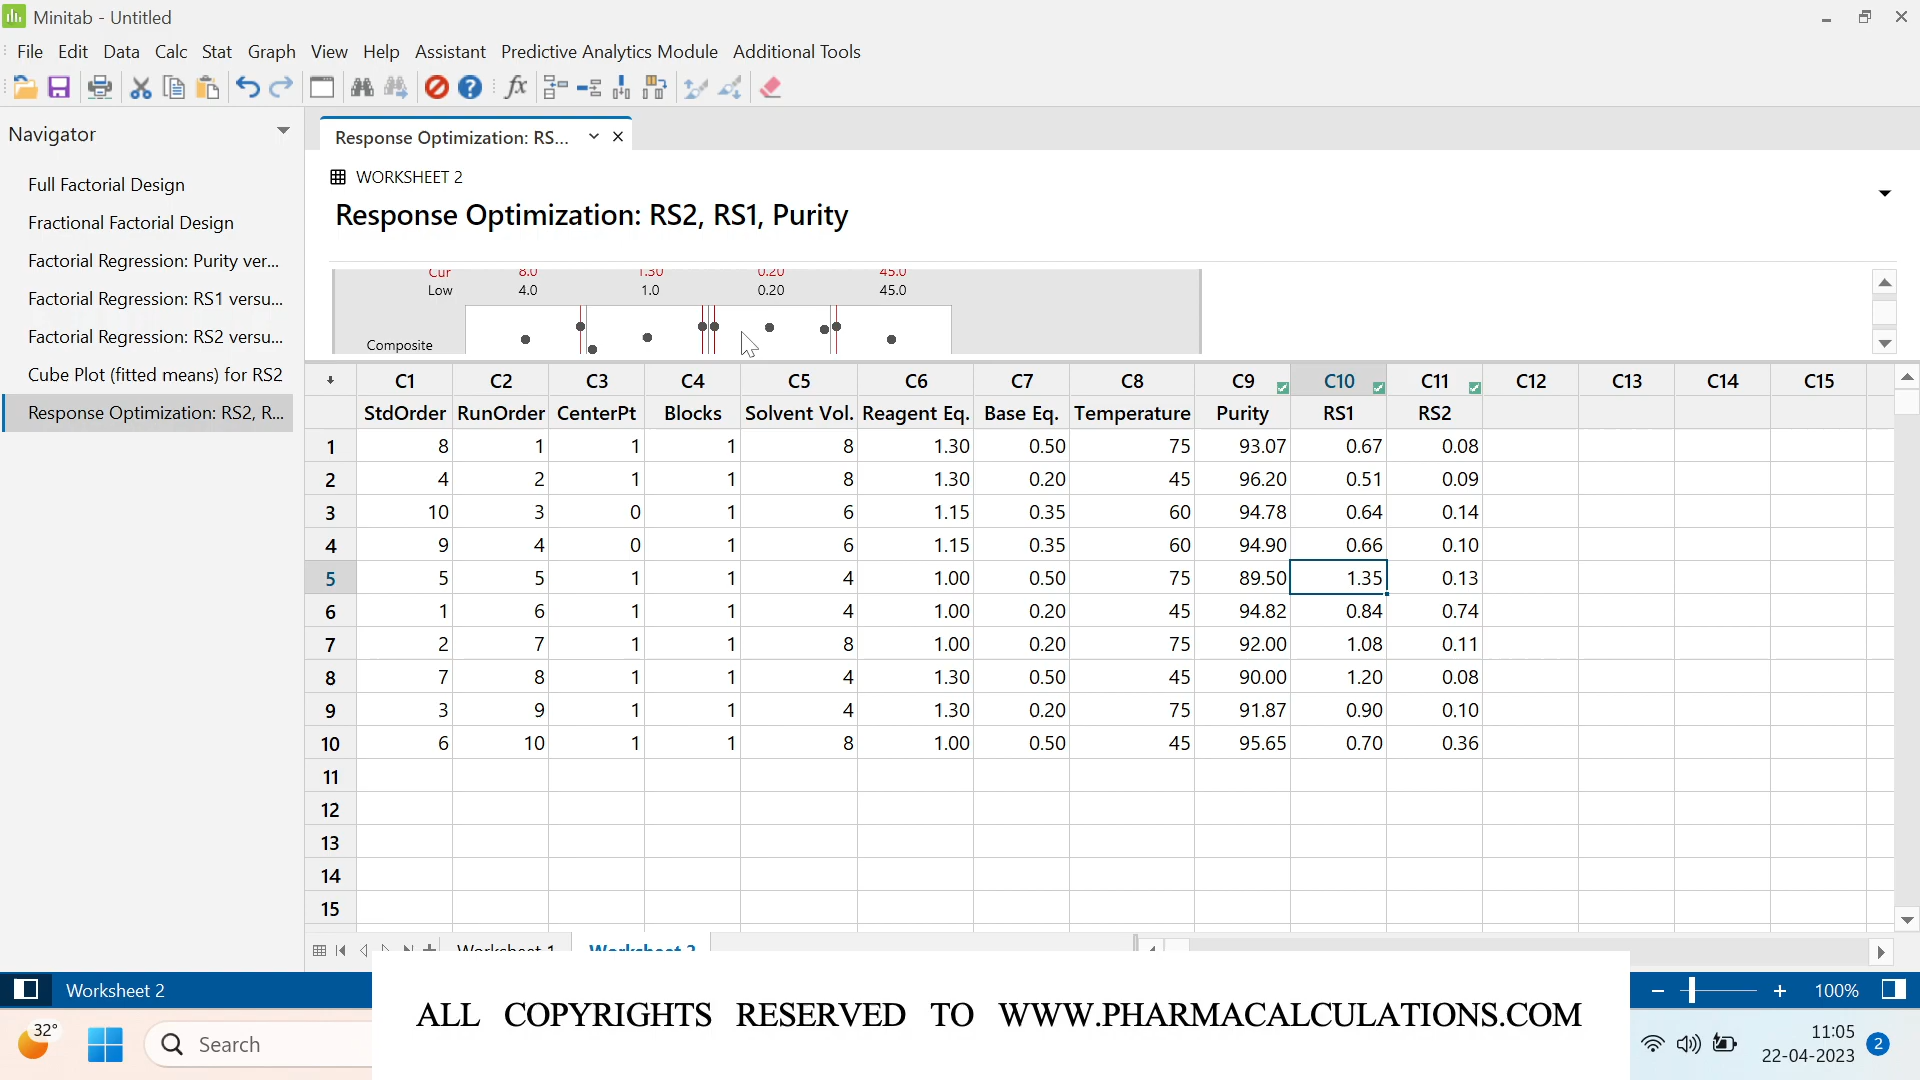 Minitab - Untitled
File Edit Data Calc Stat Graph View Help Assistant Predictive Analytics Module Additional Tools
fx
Navigator
Response Optimization: RS...
Full Factorial Design
Fractional Factorial Design
Factorial Regression: Purity ver...
Factorial Regression: RS1 versu...
Factorial Regression: RS2 versu...
Cube Plot (fitted means) for RS2
Response Optimization: RS2, R...
WORKSHEET 2
Response Optimization: RS2, RS1, Purity
Cur 8.0 1.30 0.20 45.0
Low 4.0 1.0 0.20 45.0
Composite
C1 C2 C3 C4 C5 C6 C7 C8 C9 C10 C11 C12 C13 C14 C15
StdOrder RunOrder CenterPt Blocks Solvent Vol. Reagent Eq. Base Eq. Temperature Purity RS1 RS2
1 8 1 1 1 8 1.30 0.50 75 93.07 0.67 0.08
2 4 2 1 1 8 1.30 0.20 45 96.20 0.51 0.09
3 10 3 0 1 6 1.15 0.35 60 94.78 0.64 0.14
4 9 4 0 1 6 1.15 0.35 60 94.90 0.66 0.10
5 5 5 1 1 4 1.00 0.50 75 89.50 1.35 0.13
6 1 6 1 1 4 1.00 0.20 45 94.82 0.84 0.74
7 2 7 1 1 8 1.00 0.20 75 92.00 1.08 0.11
8 7 8 1 1 4 1.30 0.50 45 90.00 1.20 0.08
9 3 9 1 1 4 1.30 0.20 75 91.87 0.90 0.10
10 6 10 1 1 8 1.00 0.50 45 95.65 0.70 0.36
11
12
13
14
15
Worksheet 1 Worksheet 2
Worksheet 2
100%
ALL COPYRIGHTS RESERVED TO WWW.PHARMACALCULATIONS.COM
32°
Search
11:05
22-04-2023
2